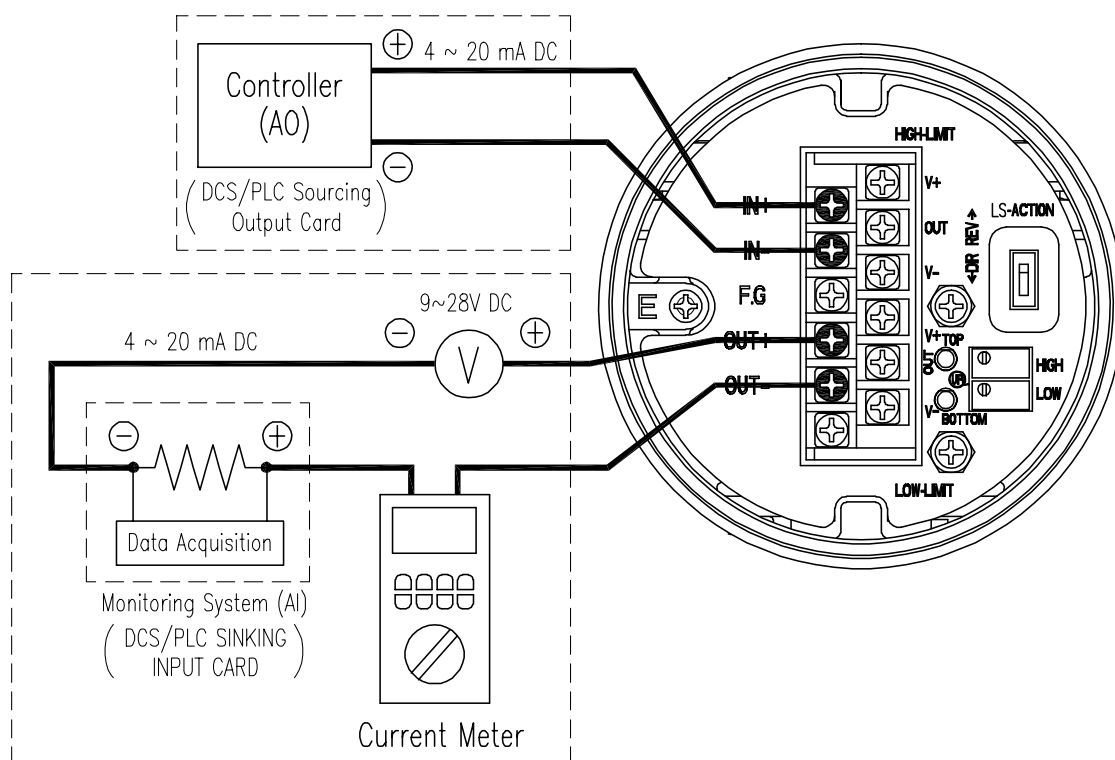 ⊕ 4 ~ 20 mA DC
Controller
(AO)
⊖
( DCS/PLC Sourcing
Output Card )
HIGH-LIMIT
V+
IN+
OUT
IN-
V-
F.G
E
OUT+
V+
OUT
OUT-
V-
←DIR REV→
LS-ACTION
TOP
HIGH
LOW
BOTTOM
LOW-LIMIT
9~28V DC
⊖ V ⊕
4 ~ 20 mA DC
⊖ ⊕
Data Acquisition
Monitoring System (AI)
( DCS/PLC SINKING
INPUT CARD )
Current Meter